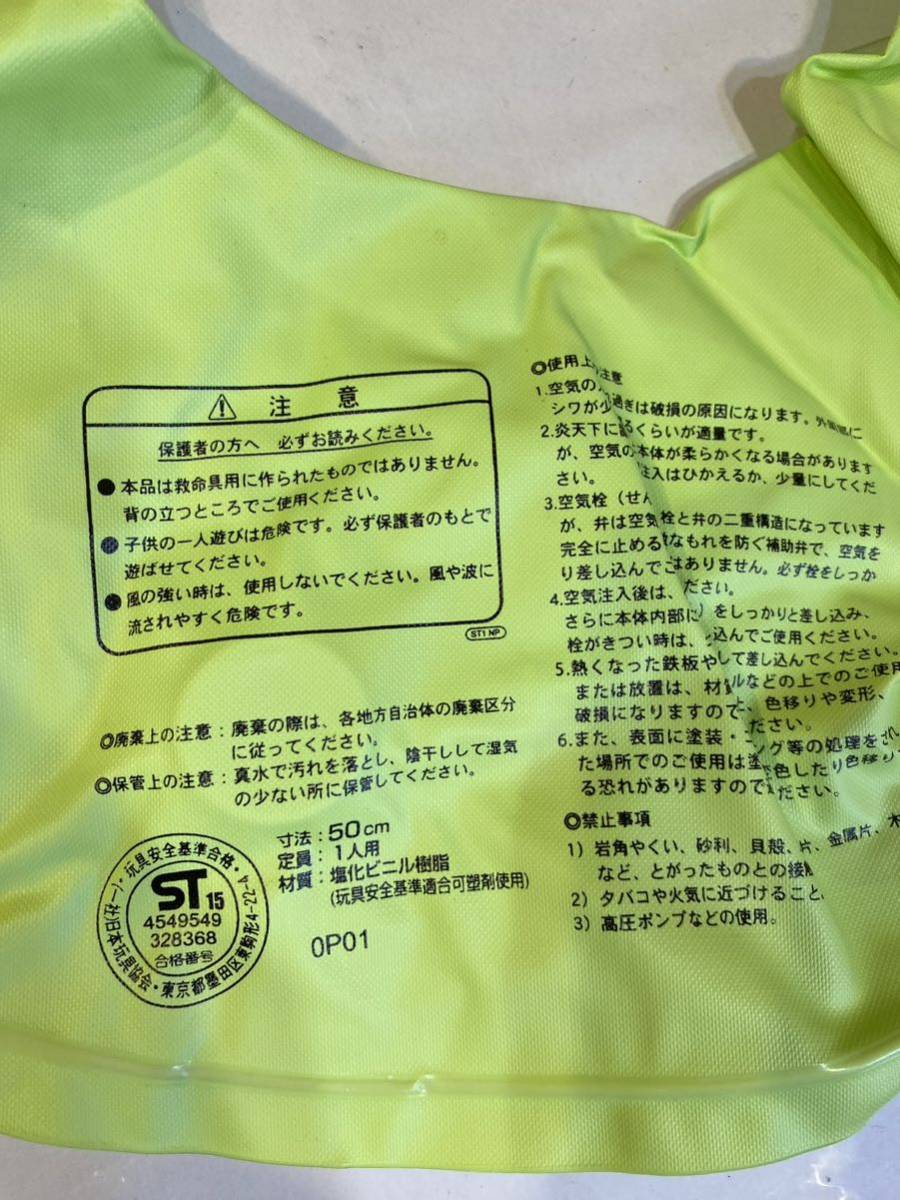 ⚠ 注 意
保護者の方へ 必ずお読みください。
●本品は救命具用に作られたものではありません。
背の立つところでご使用ください。
●子供の一人遊びは危険です。必ず保護者のもとで
遊ばせてください。
●風の強い時は、使用しないでください。風や波に
流されやすく危険です。
ST1 NP
◎廃棄上の注意：廃棄の際は、各地方自治体の廃棄区分
に従ってください。
◎保管上の注意：真水で汚れを落とし、陰干しして湿気
の少ない所に保管してください。
玩具安全基準合格・
ST 15
4549549
328368
合格番号
(一社)日本玩具協会・東京都墨田区東駒形4-22-4
寸法：50cm
定員：1人用
材質：塩化ビニル樹脂
(玩具安全基準適合可塑剤使用)
0P01
◎使用上 注意
1.空気の 過ぎは破損の原因になります。
シワが少 るくらいが適量です。
2.炎天下に 本体が柔らかくなる場合があります
が、空気の 注入はひかえるか、少量にしてくだ
さい。
3.空気栓（せん 栓と弁の二重構造になっています
が、弁は空気 なもれを防ぐ補助弁で、空気を
完全に止める はありません。必ず栓をしっか
り差し込んでご ださい。
4.空気注入後は、 をしっかりと差し込み、
さらに本体内部に 込んでご使用ください。
栓がきつい時は、 して差し込んでください。
5.熱くなった鉄板や ルなどの上でのご使用
または放置は、材 色移りや変形、
破損になりますので ださい。
6.また、表面に塗装・ ング等の処理を
た場所でのご使用は 色したり色移り
る恐れがありますので ださい。
◎禁止事項
1）岩角やくい、砂利、貝殻、 片、金属片、木
など、とがったものとの接
2）タバコや火気に近づけること
3）高圧ポンプなどの使用。